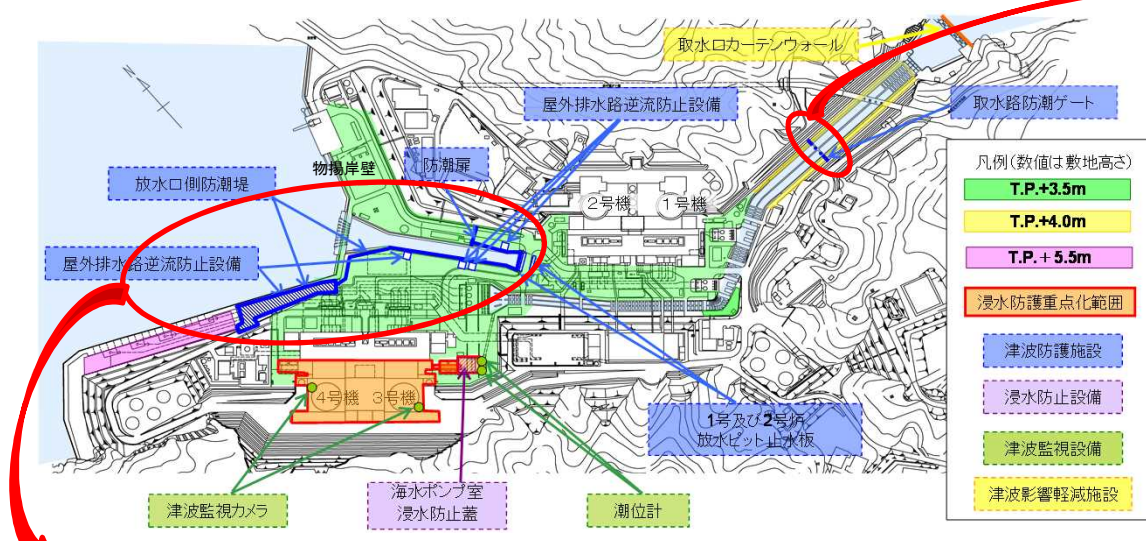 取水口カーテンウォール
屋外排水路逆流防止設備
取水路防潮ゲート
凡例(数値は敷地高さ)
T.P.+3.5m
T.P.+4.0m
T.P.+5.5m
浸水防護重点化範囲
津波防護施設
浸水防止設備
津波監視設備
津波影響軽減施設
物揚岸壁
防潮扉
放水口側防潮堤
2号機
1号機
屋外排水路逆流防止設備
4号機
3号機
1号及び2号炉
放水ピット止水板
津波監視カメラ
海水ポンプ室
浸水防止蓋
潮位計
N